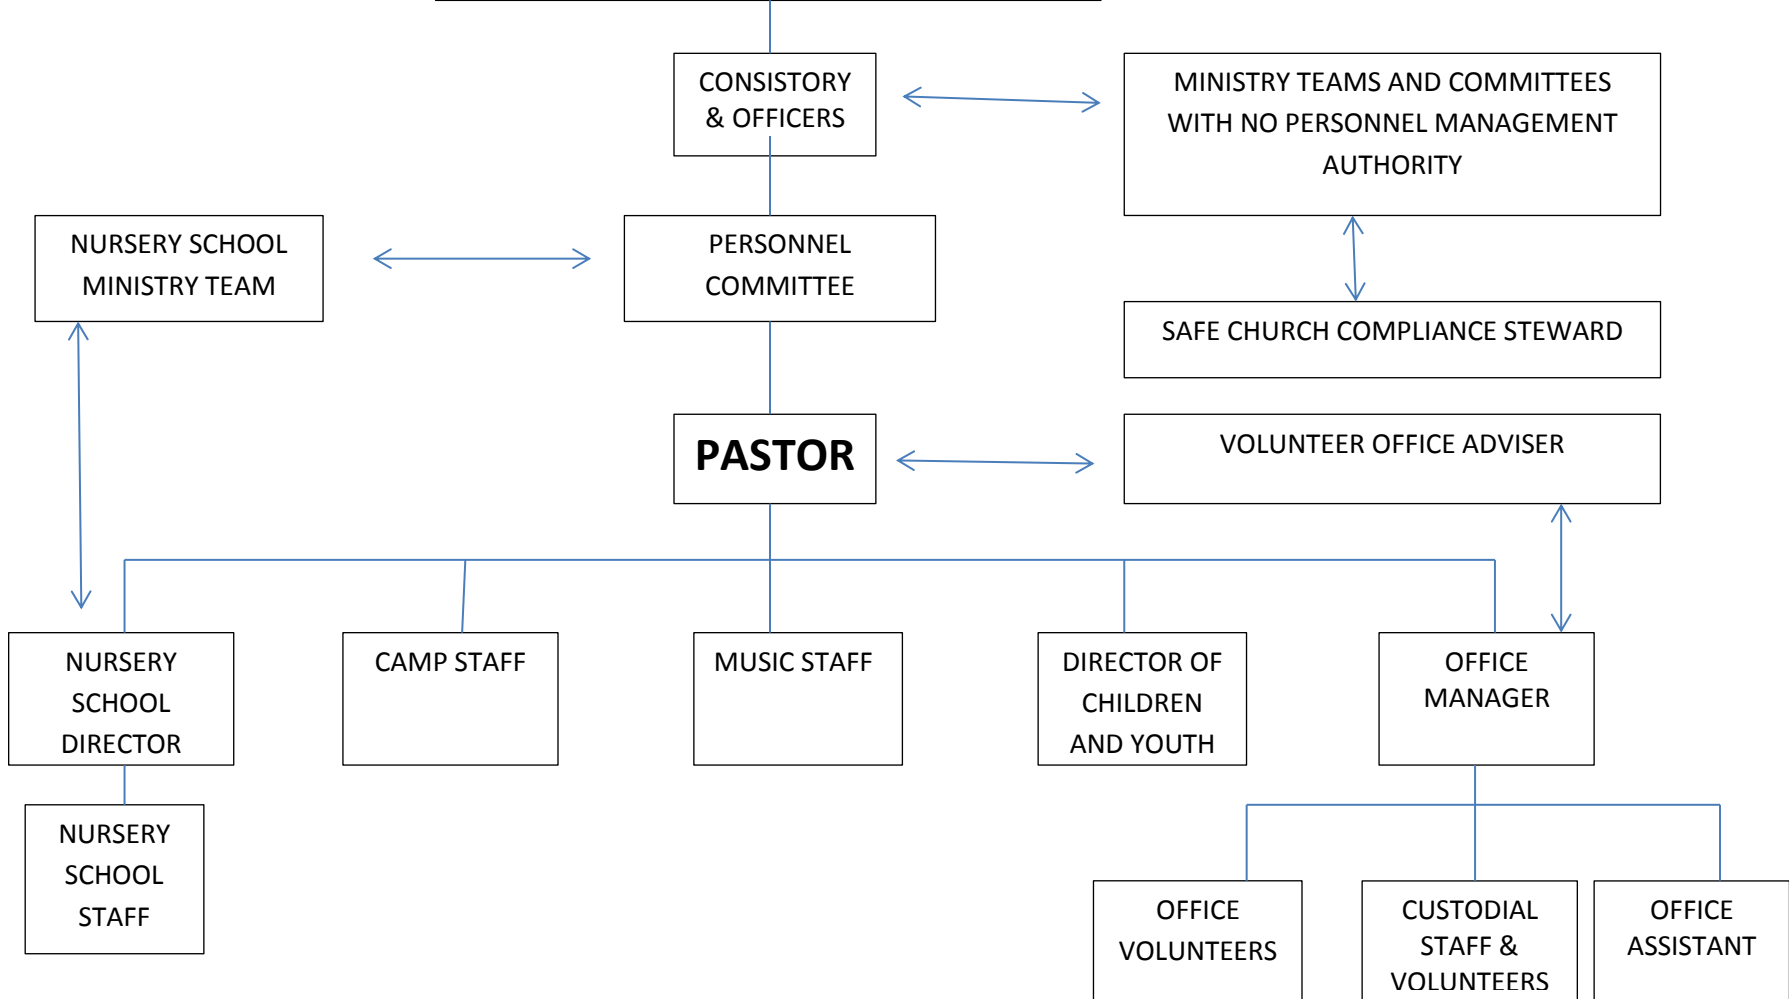 CONSISTORY
& OFFICERS
MINISTRY TEAMS AND COMMITTEES
WITH NO PERSONNEL MANAGEMENT
AUTHORITY
NURSERY SCHOOL
MINISTRY TEAM
PERSONNEL
COMMITTEE
SAFE CHURCH COMPLIANCE STEWARD
PASTOR
VOLUNTEER OFFICE ADVISER
NURSERY
SCHOOL
DIRECTOR
CAMP STAFF
MUSIC STAFF
DIRECTOR OF
CHILDREN
AND YOUTH
OFFICE
MANAGER
NURSERY
SCHOOL
STAFF
OFFICE
VOLUNTEERS
CUSTODIAL
STAFF &
VOLUNTEERS
OFFICE
ASSISTANT